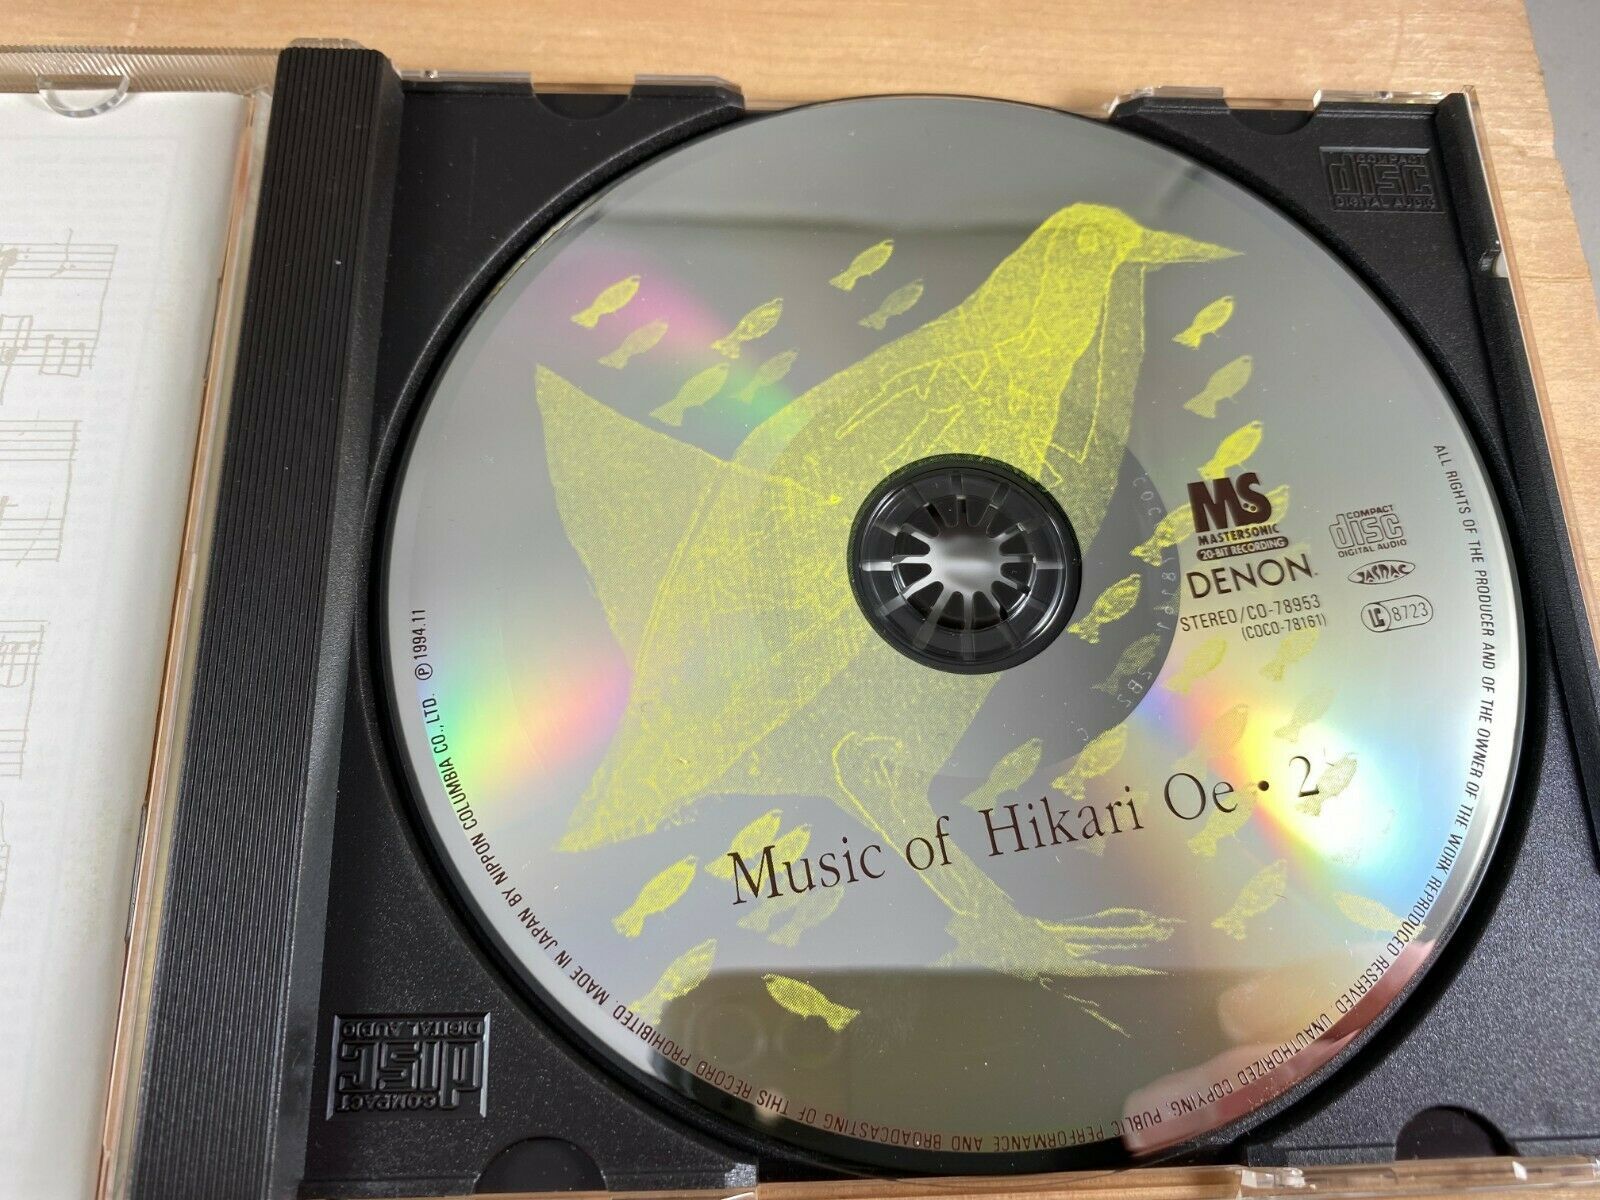 COMPACT
disc
DIGITAL AUDIO
MS
MASTERSONIC
20-BIT RECORDING
DENON
STEREO/CO-78953
(COCO-78161)
COMPACT
disc
DIGITAL AUDIO
JASRAC
LC 8723
Music of Hikari Oe · 2
ALL RIGHTS OF THE PRODUCER AND OF THE OWNER OF THE WORK REPRODUCED RESERVED. UNAUTHORIZED COPYING, PUBLIC PERFORMANCE AND BROADCASTING OF THIS RECORD PROHIBITED. MADE IN JAPAN BY NIPPON COLUMBIA CO., LTD. ℗ 1994.11
COMPACT
disc
DIGITAL AUDIO